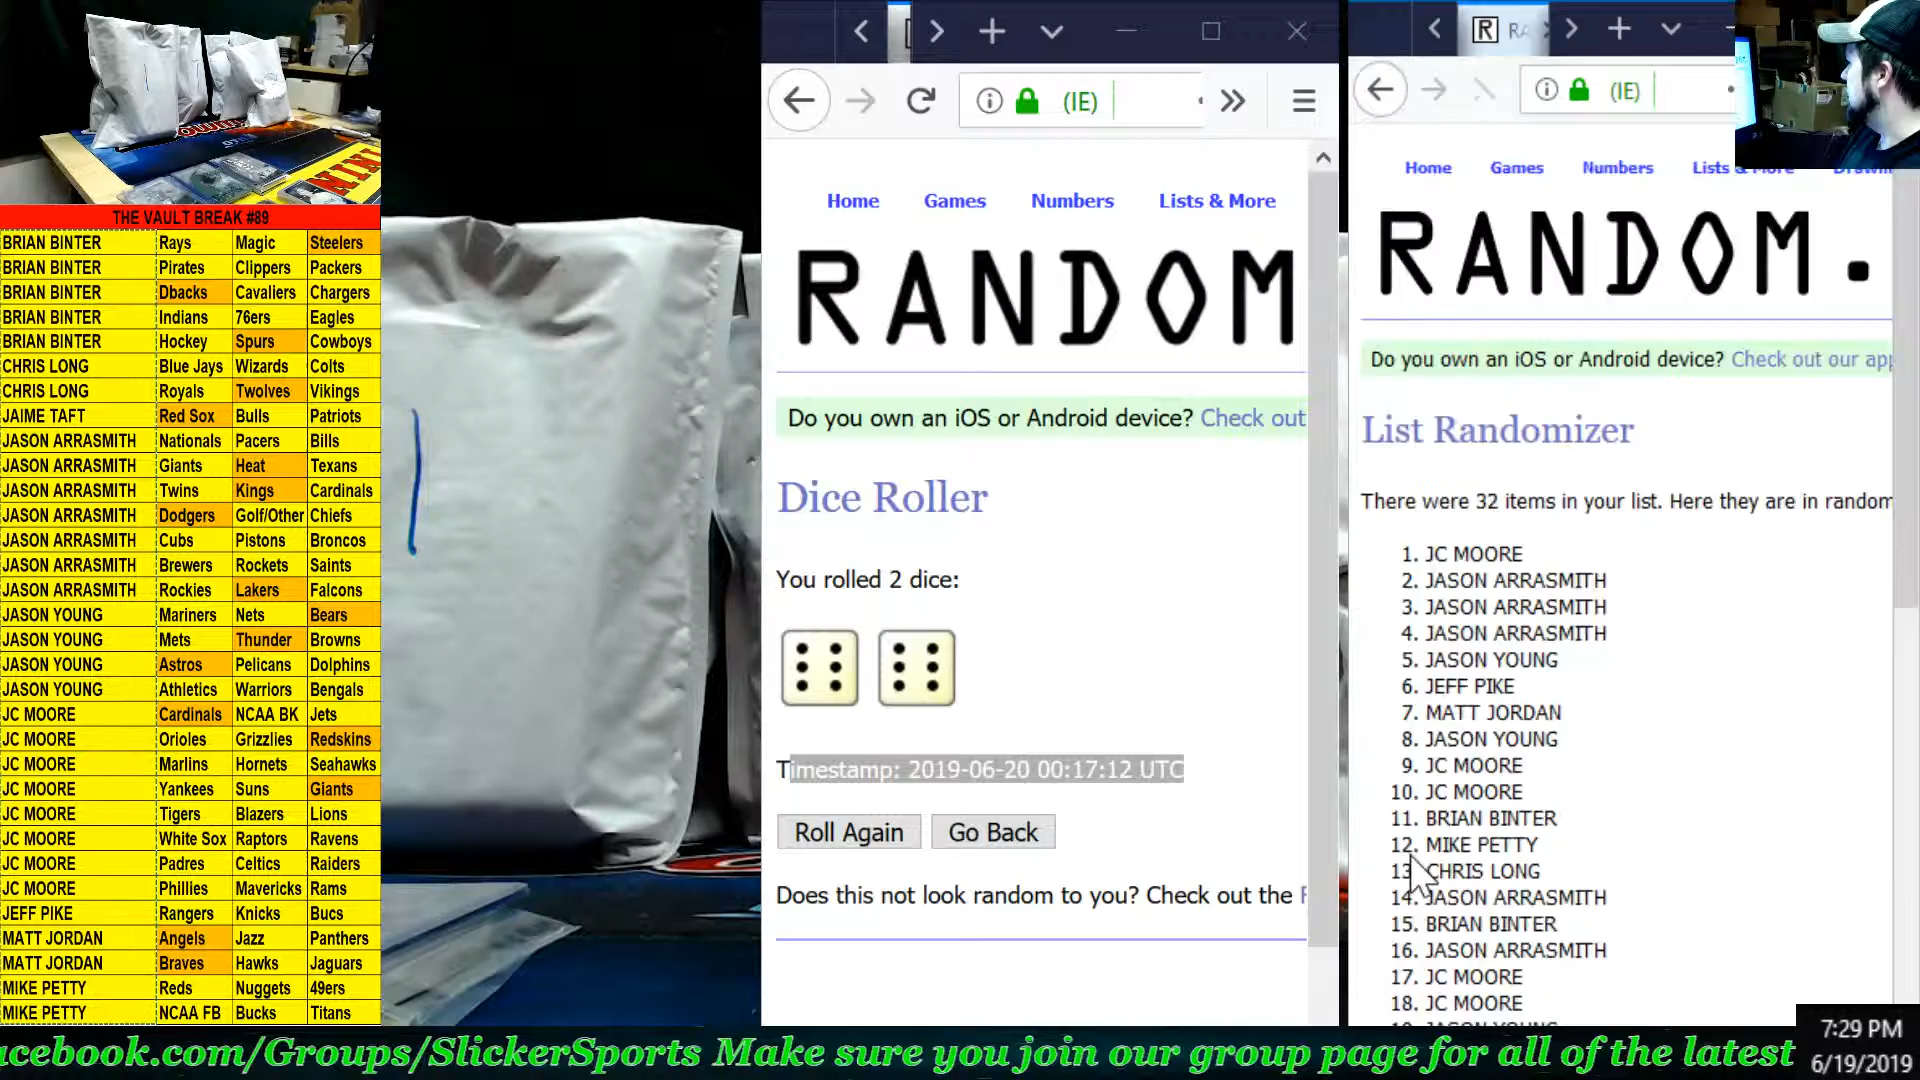 THE VAULT BREAK #89
BRIAN BINTER Rays Magic Steelers
BRIAN BINTER Pirates Clippers Packers
BRIAN BINTER Dbacks Cavaliers Chargers
BRIAN BINTER Indians 76ers Eagles
BRIAN BINTER Hockey Spurs Cowboys
CHRIS LONG Blue Jays Wizards Colts
CHRIS LONG Royals Twolves Vikings
JAIME TAFT Red Sox Bulls Patriots
JASON ARRASMITH Nationals Pacers Bills
JASON ARRASMITH Giants Heat Texans
JASON ARRASMITH Twins Kings Cardinals
JASON ARRASMITH Dodgers Golf/Other Chiefs
JASON ARRASMITH Cubs Pistons Broncos
JASON ARRASMITH Brewers Rockets Saints
JASON ARRASMITH Rockies Lakers Falcons
JASON YOUNG Mariners Nets Bears
JASON YOUNG Mets Thunder Browns
JASON YOUNG Astros Pelicans Dolphins
JASON YOUNG Athletics Warriors Bengals
JC MOORE Cardinals NCAA BK Jets
JC MOORE Orioles Grizzlies Redskins
JC MOORE Marlins Hornets Seahawks
JC MOORE Yankees Suns Giants
JC MOORE Tigers Blazers Lions
JC MOORE White Sox Raptors Ravens
JC MOORE Padres Celtics Raiders
JC MOORE Phillies Mavericks Rams
JEFF PIKE Rangers Knicks Bucs
MATT JORDAN Angels Jazz Panthers
MATT JORDAN Braves Hawks Jaguars
MIKE PETTY Reds Nuggets 49ers
MIKE PETTY NCAA FB Bucks Titans
(IE)
Home Games Numbers Lists & More
RANDOM
Do you own an iOS or Android device? Check out
Dice Roller
You rolled 2 dice:
Timestamp: 2019-06-20 00:17:12 UTC
Roll Again Go Back
Does this not look random to you? Check out the
R RA
(IE)
Home Games Numbers Lists & More
RANDOM.
Do you own an iOS or Android device? Check out our app
List Randomizer
There were 32 items in your list. Here they are in random
1. JC MOORE
2. JASON ARRASMITH
3. JASON ARRASMITH
4. JASON ARRASMITH
5. JASON YOUNG
6. JEFF PIKE
7. MATT JORDAN
8. JASON YOUNG
9. JC MOORE
10. JC MOORE
11. BRIAN BINTER
12. MIKE PETTY
13. CHRIS LONG
14. JASON ARRASMITH
15. BRIAN BINTER
16. JASON ARRASMITH
17. JC MOORE
18. JC MOORE
acebook.com/Groups/SlickerSports Make sure you join our group page for all of the latest
7:29 PM
6/19/2019